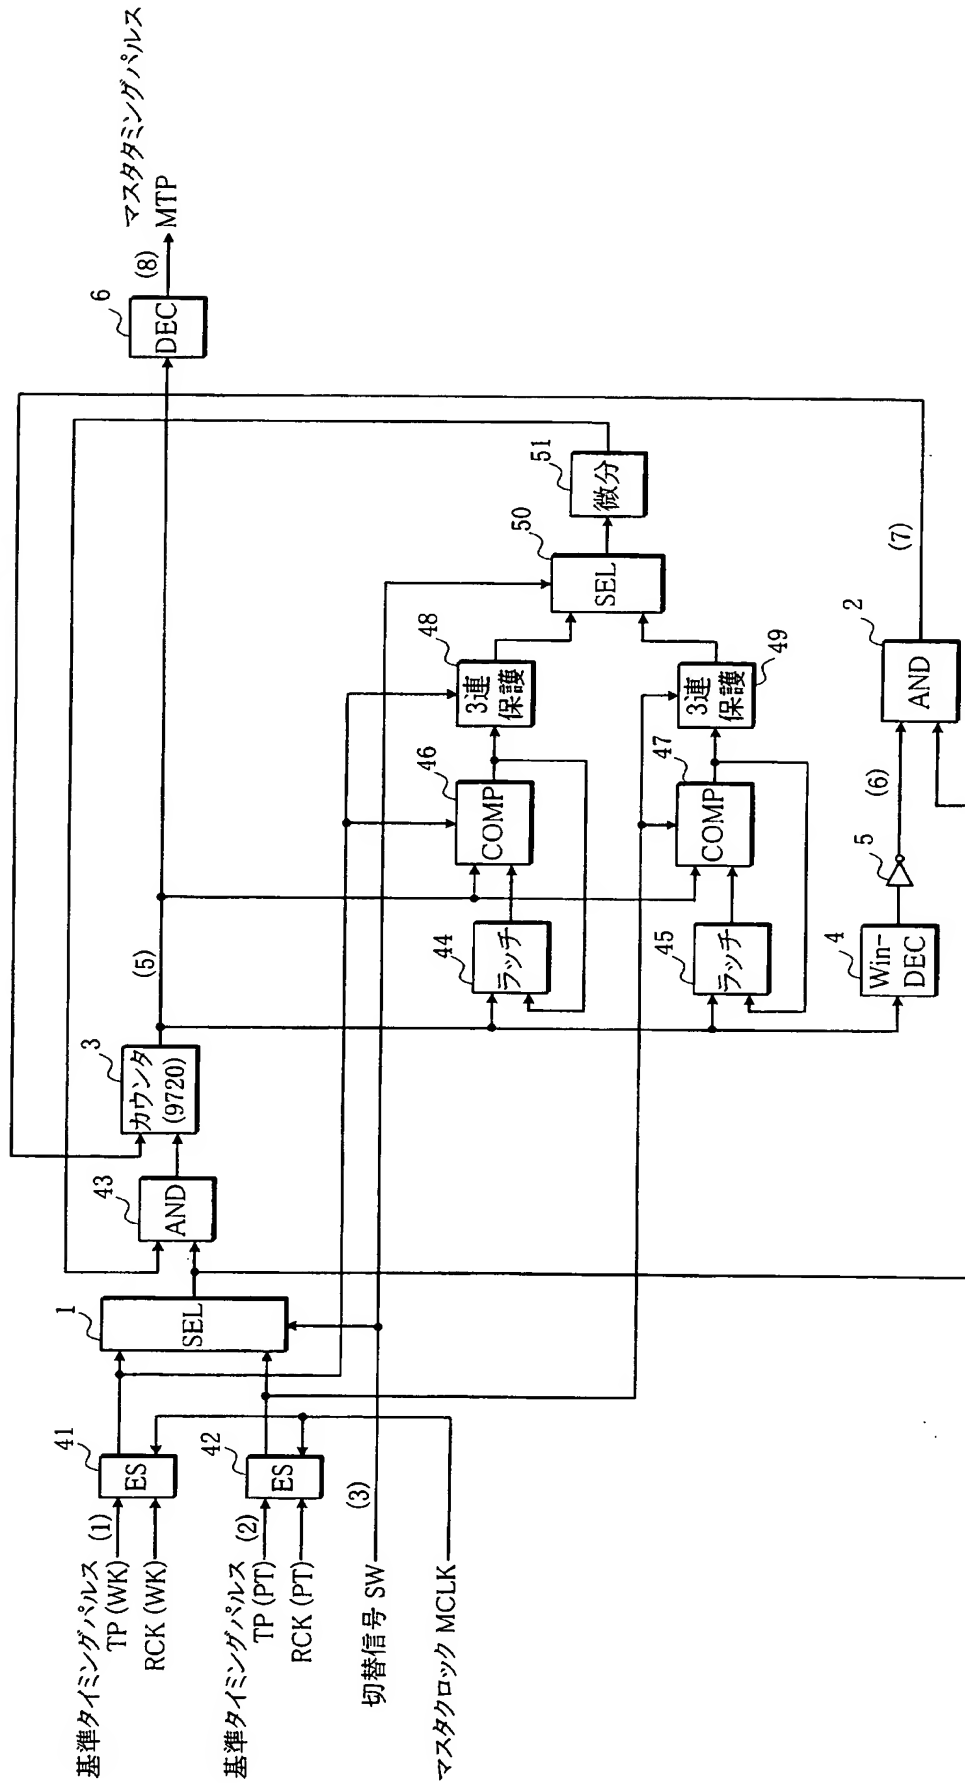 基準タイミングパルス
TP (WK)
(1)
RCK (WK)
41
ES
基準タイミングパルス
TP (PT)
(2)
RCK (PT)
42
ES
切替信号 SW
(3)
マスタクロック MCLK
1
SEL
43
AND
3
カウンタ
(9720)
(5)
6
DEC
(8)
マスタタミングパルス
MTP
44
ラッチ
46
COMP
48
3連
保護
45
ラッチ
47
COMP
49
3連
保護
50
SEL
51
微分
4
Win-
DEC
5
(6)
2
AND
(7)